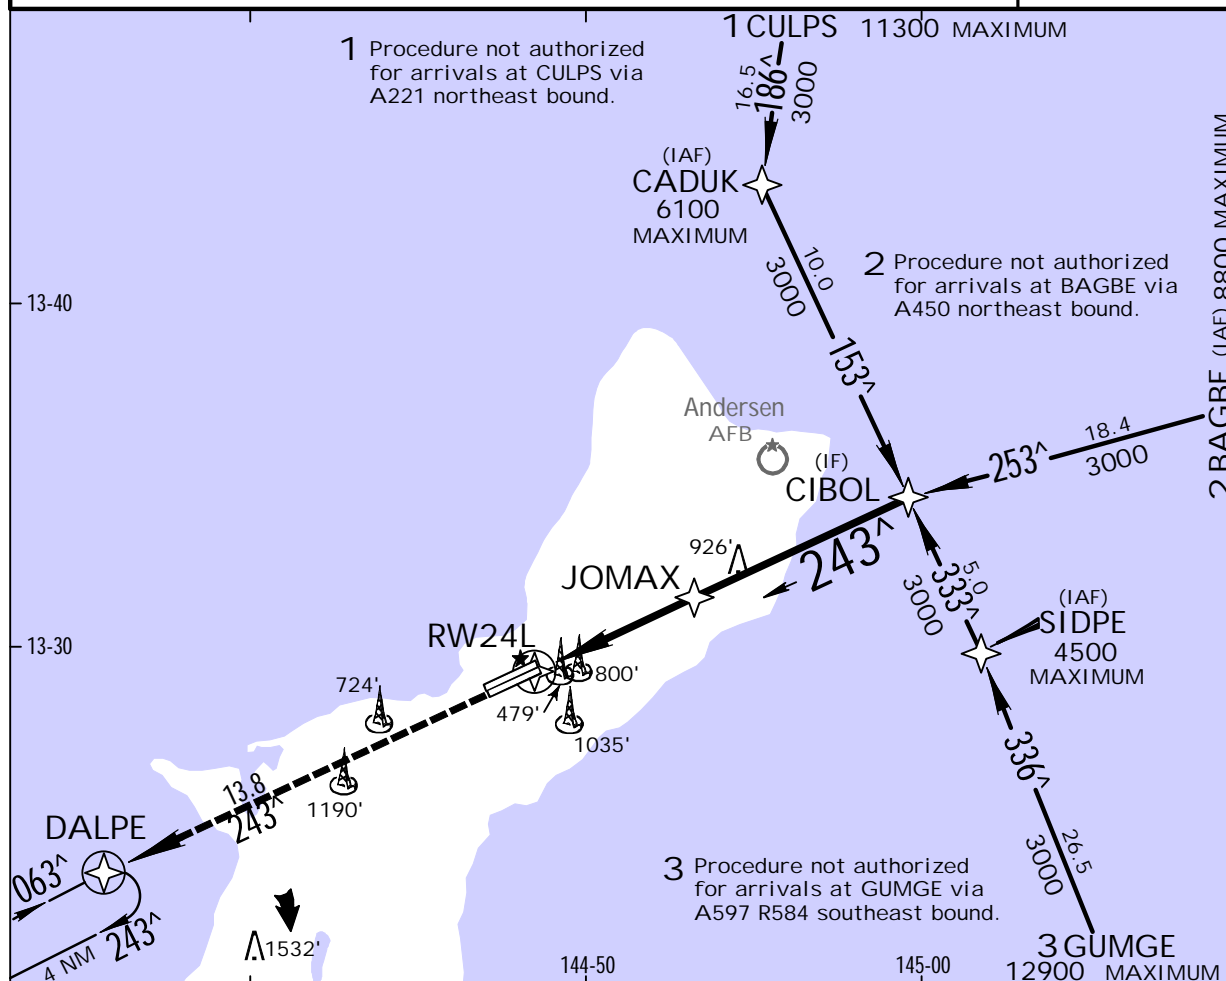 1 CULPS 11300 MAXIMUM
1 Procedure not authorized
for arrivals at CULPS via
A221 northeast bound.
16.5
186^
3000
(IAF)
CADUK
6100
MAXIMUM
10.0
3000
153^
2 Procedure not authorized
for arrivals at BAGBE via
A450 northeast bound.
2 BAGBE (IAF) 8800 MAXIMUM
13-40
Andersen
AFB
(IF)
CIBOL
18.4
253^
3000
926'
243^
JOMAX
5.0
333^
3000
(IAF)
SIDPE
4500
MAXIMUM
13-30
RW24L
800'
479'
724'
1035'
1190'
336^
13.8
243^
DALPE
063^
243^
4 NM
1532'
26.5
3000
3 Procedure not authorized
for arrivals at GUMGE via
A597 R584 southeast bound.
3 GUMGE
12900 MAXIMUM
144-50
145-00